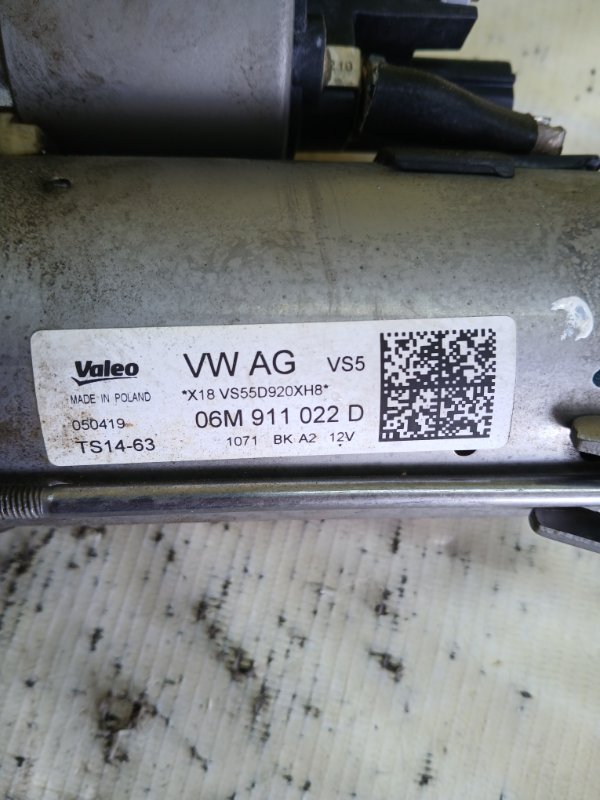 210
Valeo VW AG VS5
MADE IN POLAND *X18 VS55D920XH8*
050419 06M 911 022 D
TS14-63 1071 BK A2 12V